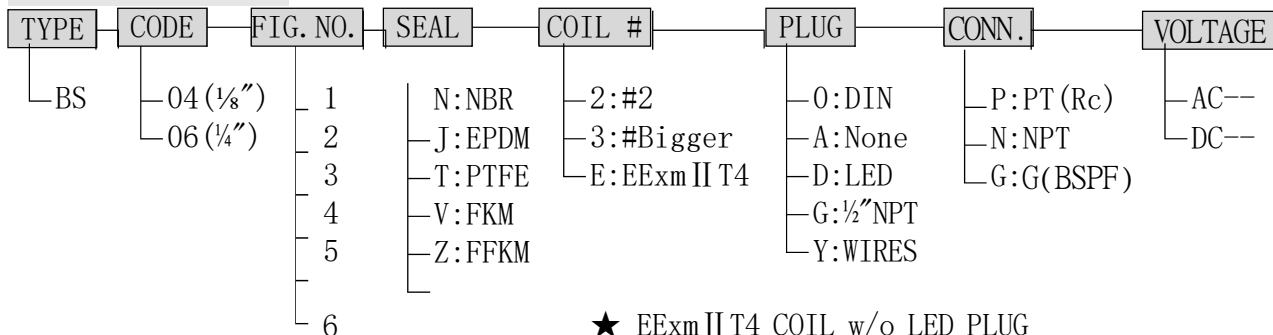 TYPE CODE FIG. NO. SEAL COIL # PLUG CONN. VOLTAGE
BS 04(⅛″) 1 N:NBR 2:#2 0:DIN P:PT(Rc) AC--
06(¼″) 2 J:EPDM 3:#Bigger A:None N:NPT DC--
3 T:PTFE E:EExmⅡT4 D:LED G:G(BSPF)
4 V:FKM G:½″NPT
5 Z:FFKM Y:WIRES
6 ★ EExmⅡT4 COIL w/o LED PLUG